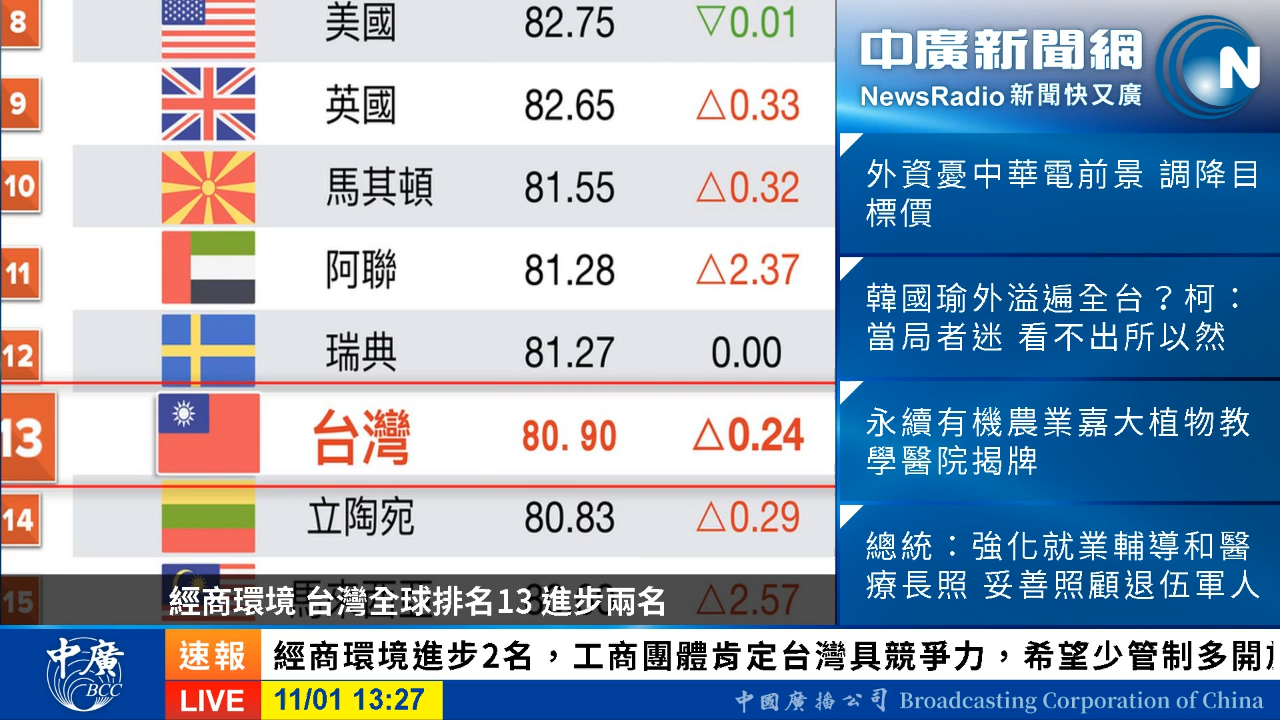 8 美國 82.75 ▽0.01
9 英國 82.65 △0.33
10 馬其頓 81.55 △0.32
11 阿聯 81.28 △2.37
12 瑞典 81.27 0.00
13 台灣 80.90 △0.24
14 立陶宛 80.83 △0.29
15 △2.57
經商環境 台灣全球排名13 進步兩名
中廣新聞網
NewsRadio 新聞快又廣
N
外資憂中華電前景 調降目
標價
韓國瑜外溢遍全台？柯：
當局者迷 看不出所以然
永續有機農業嘉大植物教
學醫院揭牌
總統：強化就業輔導和醫
療長照 妥善照顧退伍軍人
中廣
BCC
速報 經商環境進步2名，工商團體肯定台灣具競爭力，希望少管制多開
LIVE 11/01 13:27
中國廣播公司 Broadcasting Corporation of China